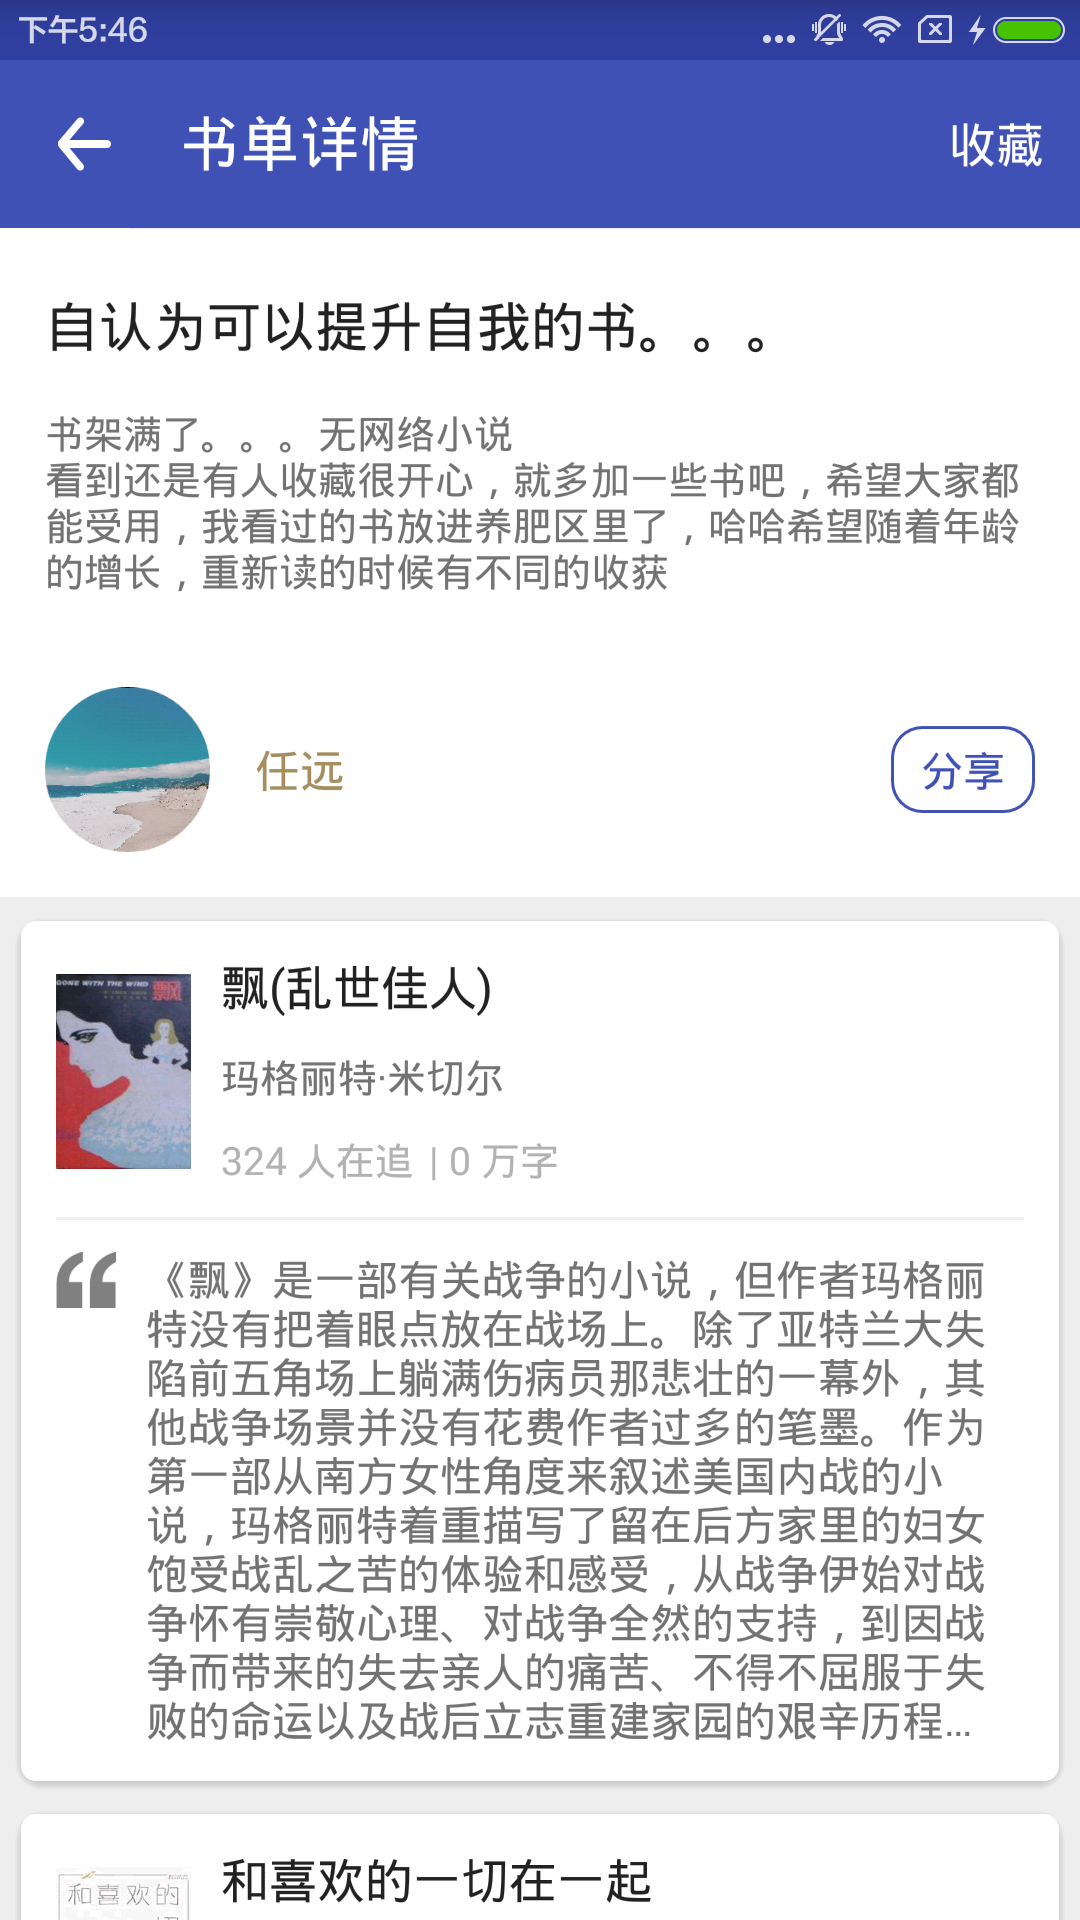 下午5:46
书单详情
收藏
自认为可以提升自我的书。。。
书架满了。。。无网络小说
看到还是有人收藏很开心，就多加一些书吧，希望大家都
能受用，我看过的书放进养肥区里了，哈哈希望随着年龄
的增长，重新读的时候有不同的收获
任远
分享
GONE WITH THE WIND
飘
飘(乱世佳人)
玛格丽特·米切尔
324 人在追 | 0 万字
《飘》是一部有关战争的小说，但作者玛格丽
特没有把着眼点放在战场上。除了亚特兰大失
陷前五角场上躺满伤病员那悲壮的一幕外，其
他战争场景并没有花费作者过多的笔墨。作为
第一部从南方女性角度来叙述美国内战的小
说，玛格丽特着重描写了留在后方家里的妇女
饱受战乱之苦的体验和感受，从战争伊始对战
争怀有崇敬心理、对战争全然的支持，到因战
争而带来的失去亲人的痛苦、不得不屈服于失
败的命运以及战后立志重建家园的艰辛历程...
和喜欢的
和喜欢的一切在一起